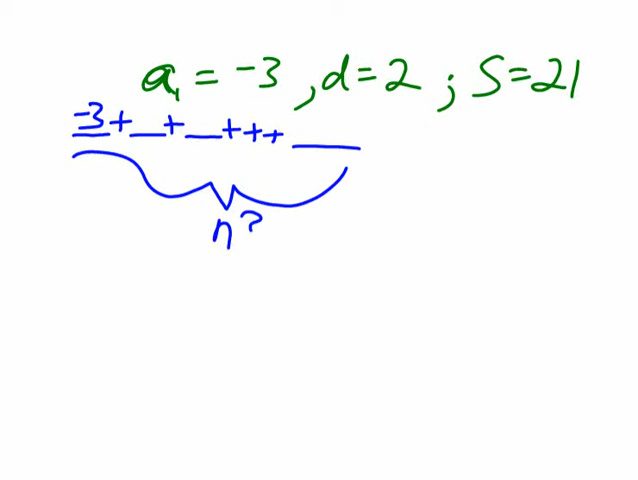 a₁ = -3 , d = 2 ; S = 21
-3 + __ + __ + + + ___
n?